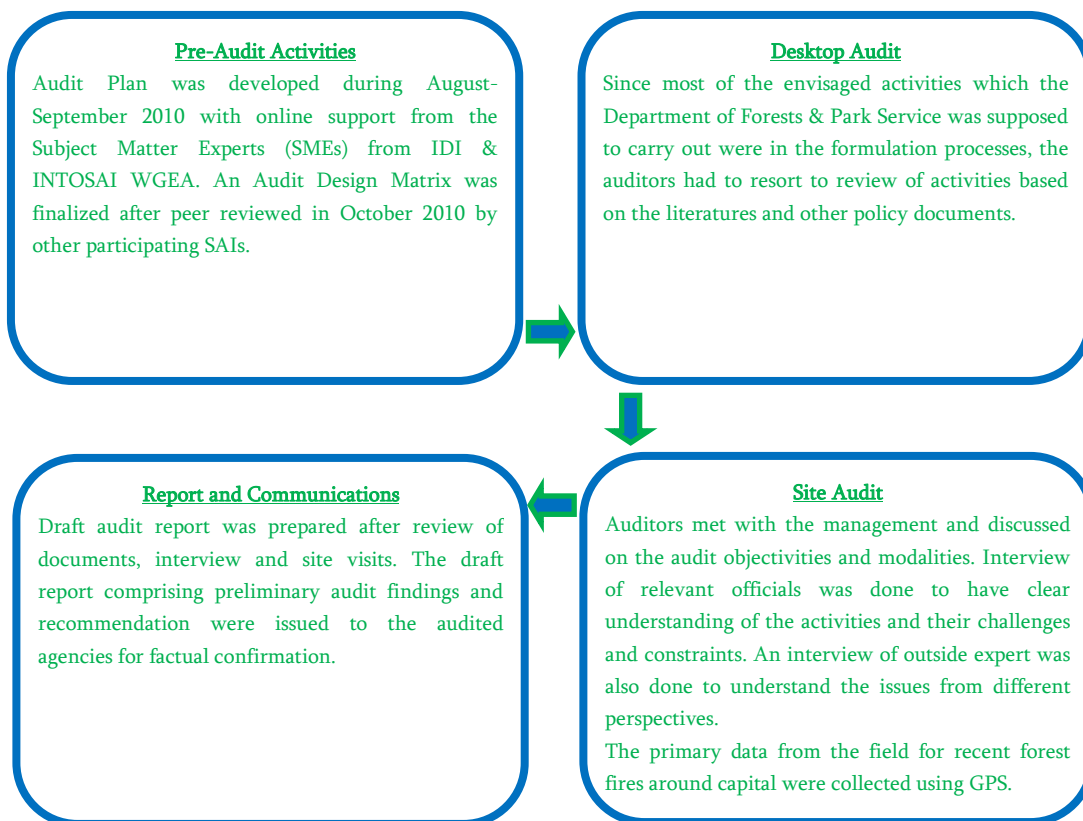 Pre-Audit Activities
Audit Plan was developed during August-
September 2010 with online support from the
Subject Matter Experts (SMEs) from IDI &
INTOSAI WGEA. An Audit Design Matrix was
finalized after peer reviewed in October 2010 by
other participating SAIs.
Desktop Audit
Since most of the envisaged activities which the
Department of Forests & Park Service was supposed
to carry out were in the formulation processes, the
auditors had to resort to review of activities based
on the literatures and other policy documents.
Site Audit
Auditors met with the management and discussed
on the audit objectivities and modalities. Interview
of relevant officials was done to have clear
understanding of the activities and their challenges
and constraints. An interview of outside expert was
also done to understand the issues from different
perspectives.
The primary data from the field for recent forest
fires around capital were collected using GPS.
Report and Communications
Draft audit report was prepared after review of
documents, interview and site visits. The draft
report comprising preliminary audit findings and
recommendation were issued to the audited
agencies for factual confirmation.